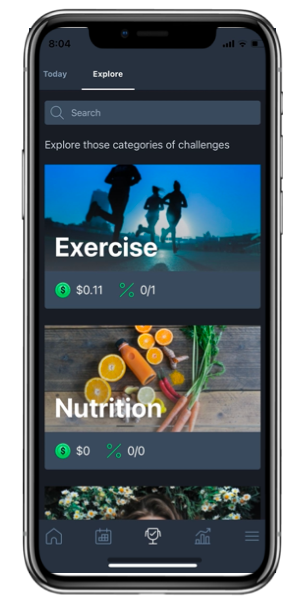 8:04
Today Explore
Search
Explore those categories of challenges
Exercise
$ $0.11 % 0/1
Nutrition
$ $0 % 0/0